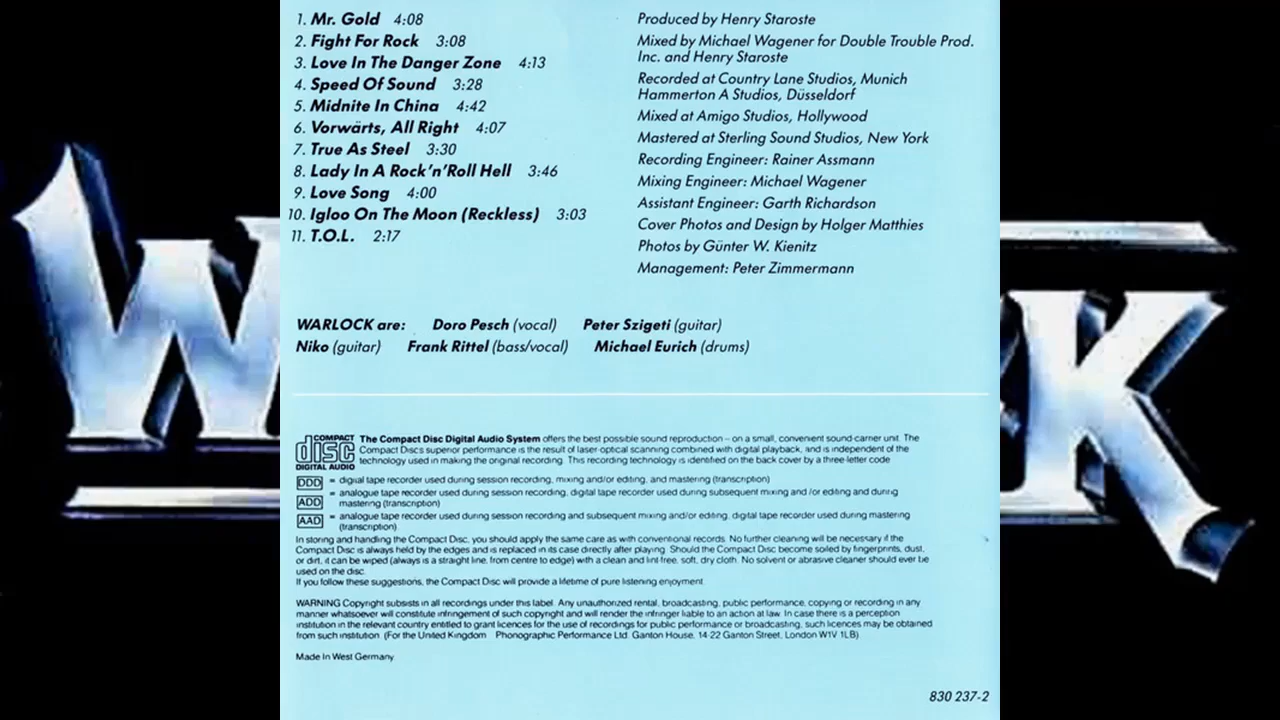 1. Mr. Gold 4:08
2. Fight For Rock 3:08
3. Love In The Danger Zone 4:13
4. Speed Of Sound 3:28
5. Midnite In China 4:42
6. Vorwärts, All Right 4:07
7. True As Steel 3:30
8. Lady In A Rock'n'Roll Hell 3:46
9. Love Song 4:00
10. Igloo On The Moon (Reckless) 3:03
11. T.O.L. 2:17
Produced by Henry Staroste
Mixed by Michael Wagener for Double Trouble Prod.
Inc. and Henry Staroste
Recorded at Country Lane Studios, Munich
Hammerton A Studios, Düsseldorf
Mixed at Amigo Studios, Hollywood
Mastered at Sterling Sound Studios, New York
Recording Engineer: Rainer Assmann
Mixing Engineer: Michael Wagener
Assistant Engineer: Garth Richardson
Cover Photos and Design by Holger Matthies
Photos by Günter W. Kienitz
Management: Peter Zimmermann
WARLOCK are: Doro Pesch (vocal) Peter Szigeti (guitar)
Niko (guitar) Frank Rittel (bass/vocal) Michael Eurich (drums)
COMPACT
disc
DIGITAL AUDIO
The Compact Disc Digital Audio System offers the best possible sound reproduction – on a small, convenient sound-carrier unit. The
Compact Disc's superior performance is the result of laser-optical scanning combined with digital playback, and is independent of the
technology used in making the original recording. This recording technology is identified on the back cover by a three-letter code
DDD = digital tape recorder used during session recording, mixing and/or editing, and mastering (transcription)
ADD = analogue tape recorder used during session recording, digital tape recorder used during subsequent mixing and /or editing and during
mastering (transcription)
AAD = analogue tape recorder used during session recording and subsequent mixing and/or editing, digital tape recorder used during mastering
(transcription).
In storing and handling the Compact Disc, you should apply the same care as with conventional records. No further cleaning will be necessary if the
Compact Disc is always held by the edges and is replaced in its case directly after playing. Should the Compact Disc become soiled by fingerprints, dust,
or dirt, it can be wiped (always is a straight line, from centre to edge) with a clean and lint-free, soft, dry cloth. No solvent or abrasive cleaner should ever be
used on the disc.
If you follow these suggestions, the Compact Disc will provide a lifetime of pure listening enjoyment.
WARNING Copyright subsists in all recordings under this label. Any unauthorized rental, broadcasting, public performance, copying or recording in any
manner whatsoever will constitute infringement of such copyright and will render the infringer liable to an action at law. In case there is a perception
institution in the relevant country entitled to grant licences for the use of recordings for public performance or broadcasting, such licences may be obtained
from such institution. (For the United Kingdom Phonographic Performance Ltd. Ganton House, 14-22 Ganton Street, London W1V 1LB)
Made In West Germany
830 237-2
W
K